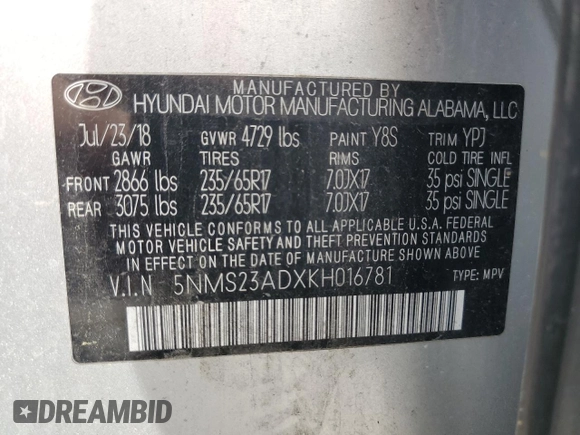 MANUFACTURED BY
HYUNDAI MOTOR MANUFACTURING ALABAMA, LLC
Jul/23/18 GVWR 4729 lbs PAINT Y8S TRIM YPJ
GAWR TIRES RIMS COLD TIRE INFL
FRONT 2866 lbs 235/65R17 7.0JX17 35 psi SINGLE
REAR 3075 lbs 235/65R17 7.0JX17 35 psi SINGLE
THIS VEHICLE CONFORMS TO ALL APPLICABLE U.S.A. FEDERAL
MOTOR VEHICLE SAFETY AND THEFT PREVENTION STANDARDS
IN EFFECT ON THE DATE OF MANUFACTURE SHOWN ABOVE
V.I.N 5NMS23ADXKH016781 TYPE: MPV
DREAMBID